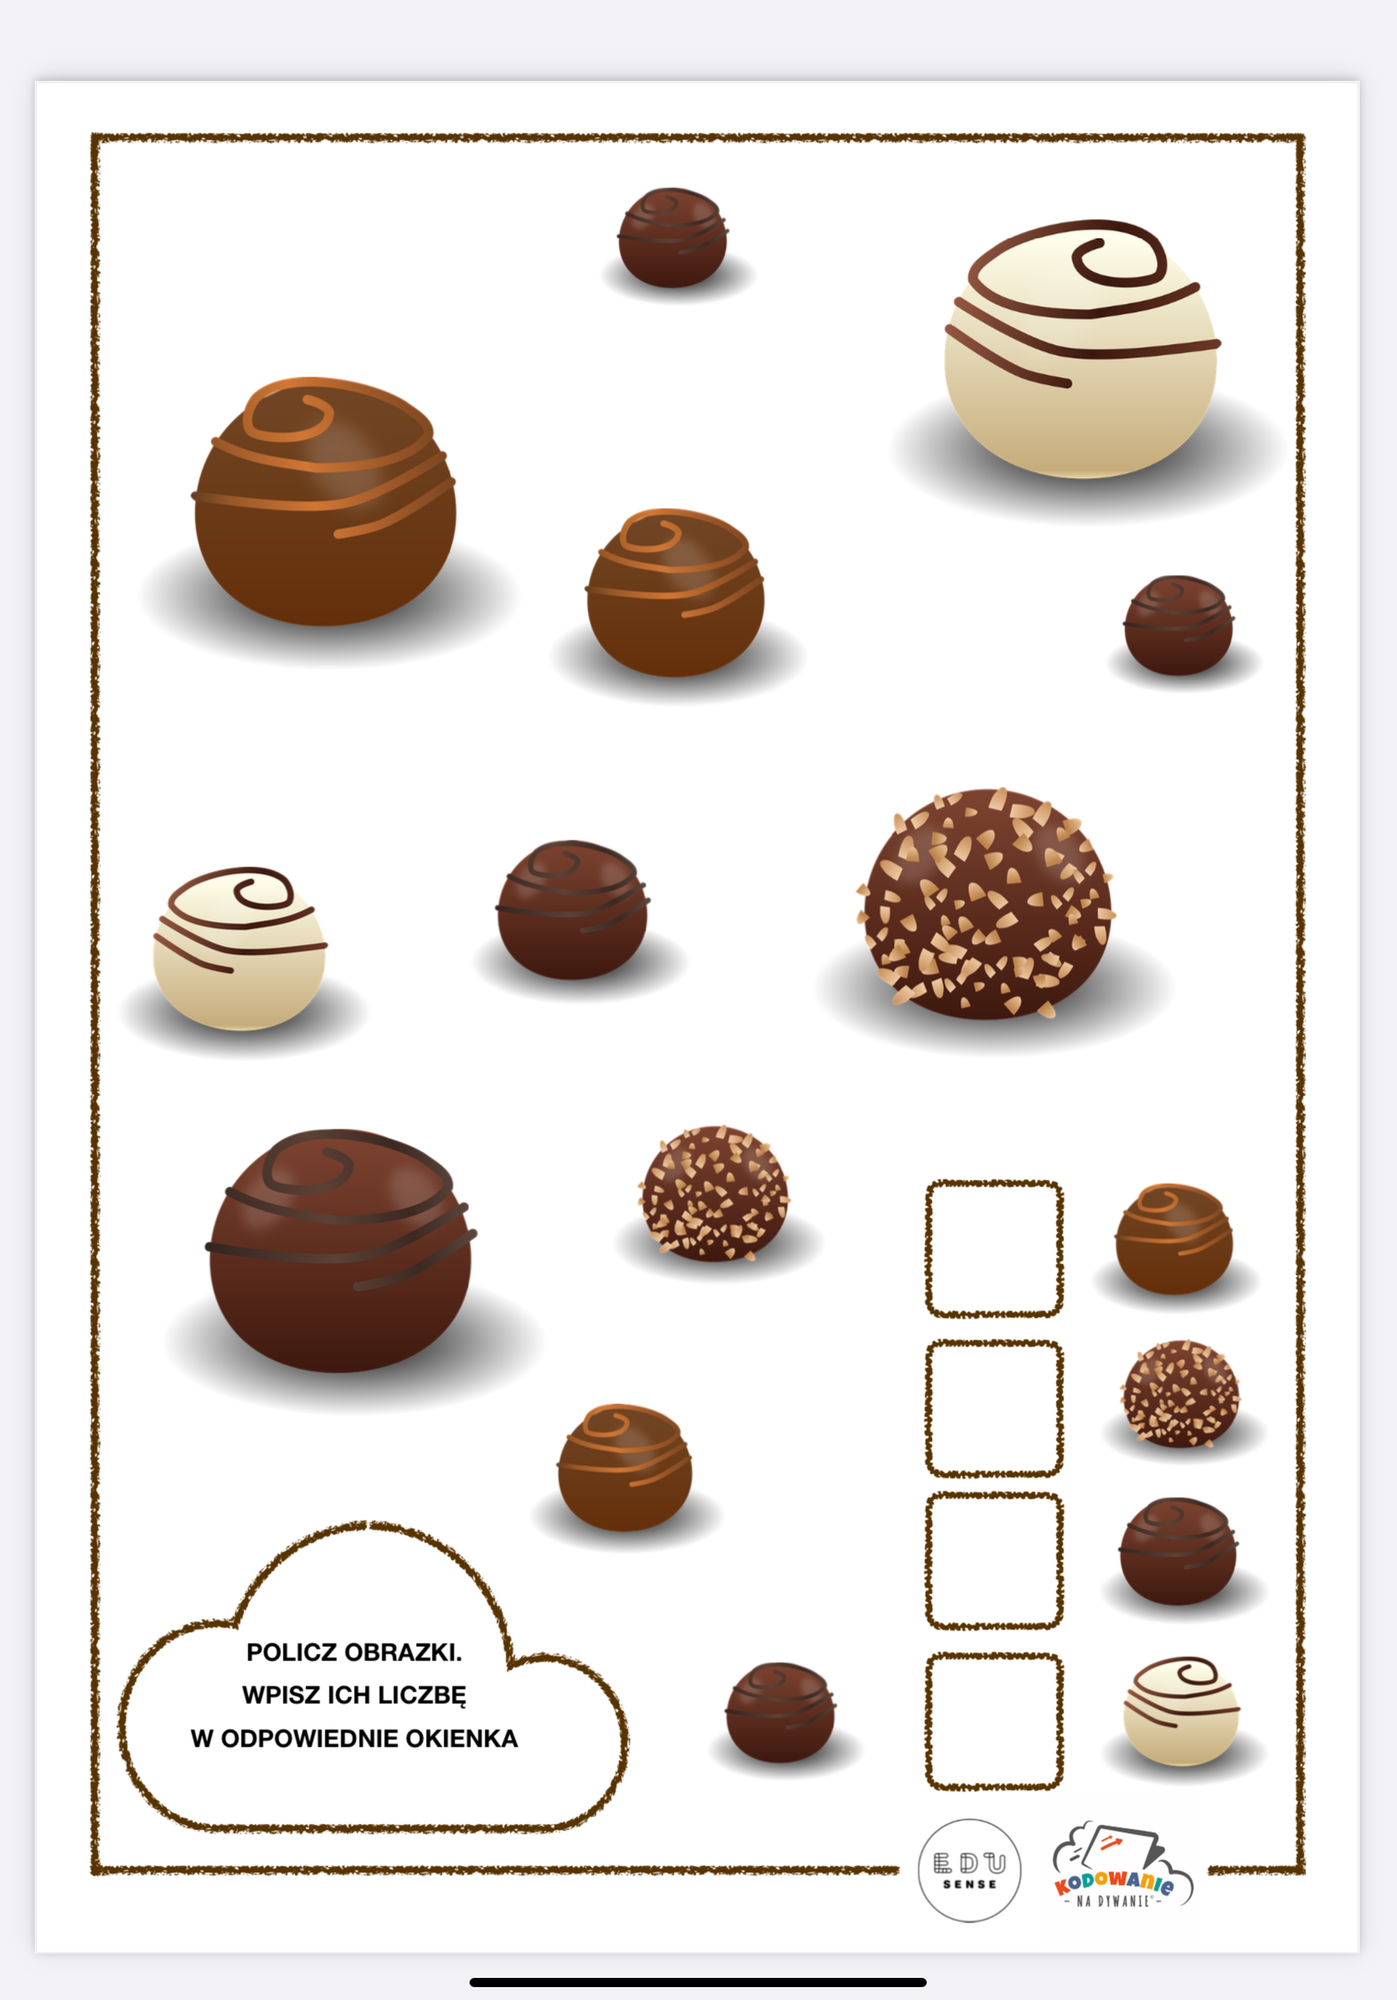 POLICZ OBRAZKI.
WPISZ ICH LICZBĘ
W ODPOWIEDNIE OKIENKA
EDU
SENSE
KODOWANIE
- NA DYWANIE® -